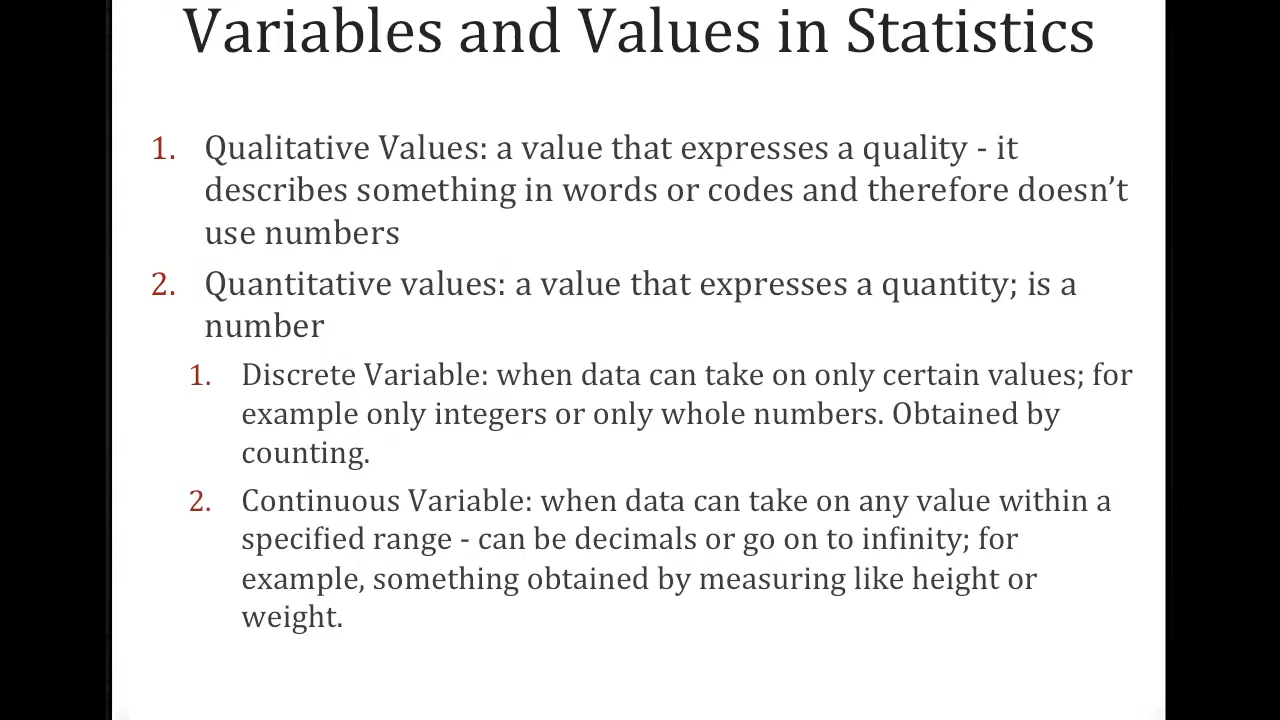 Variables and Values in Statistics
1. Qualitative Values: a value that expresses a quality - it
describes something in words or codes and therefore doesn’t
use numbers
2. Quantitative values: a value that expresses a quantity; is a
number
1. Discrete Variable: when data can take on only certain values; for
example only integers or only whole numbers. Obtained by
counting.
2. Continuous Variable: when data can take on any value within a
specified range - can be decimals or go on to infinity; for
example, something obtained by measuring like height or
weight.